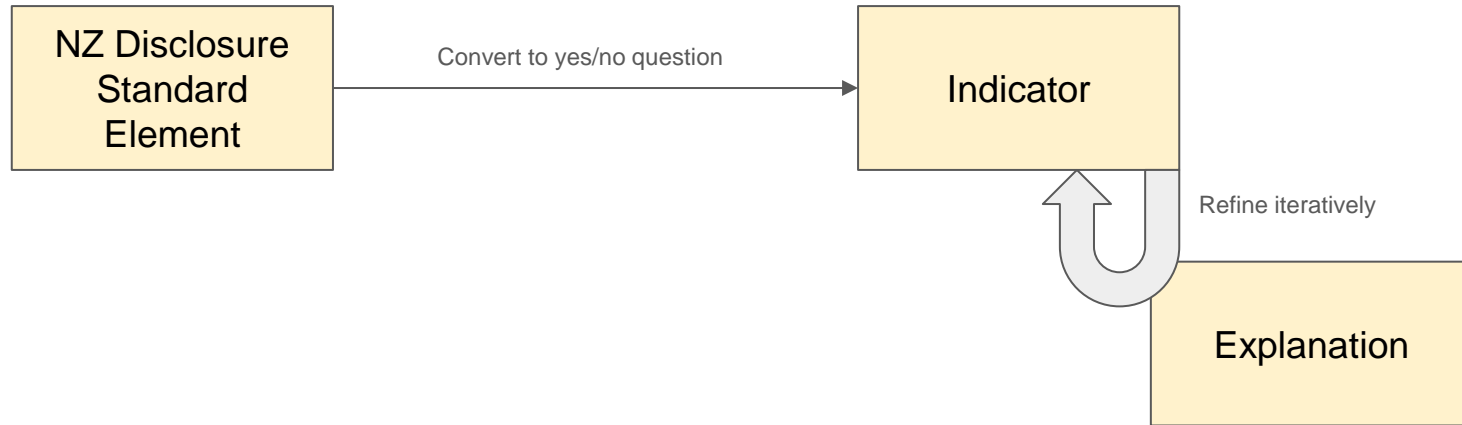 NZ Disclosure
Standard
Element
Convert to yes/no question
Indicator
Refine iteratively
Explanation